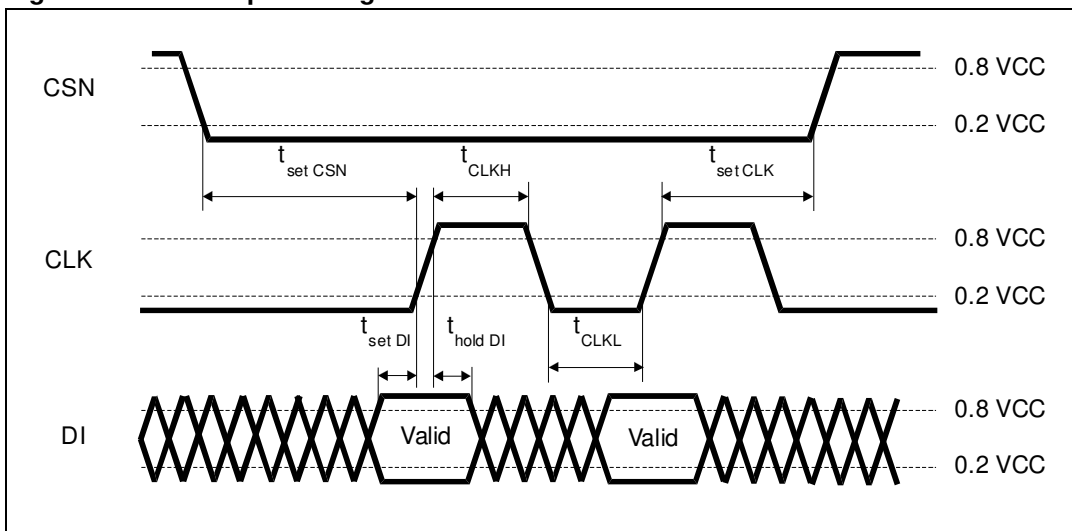 CSN
0.8 VCC
0.2 VCC
t set CSN
t CLKH
t set CLK
CLK
0.8 VCC
0.2 VCC
t set DI
t hold DI
t CLKL
DI
Valid
Valid
0.8 VCC
0.2 VCC